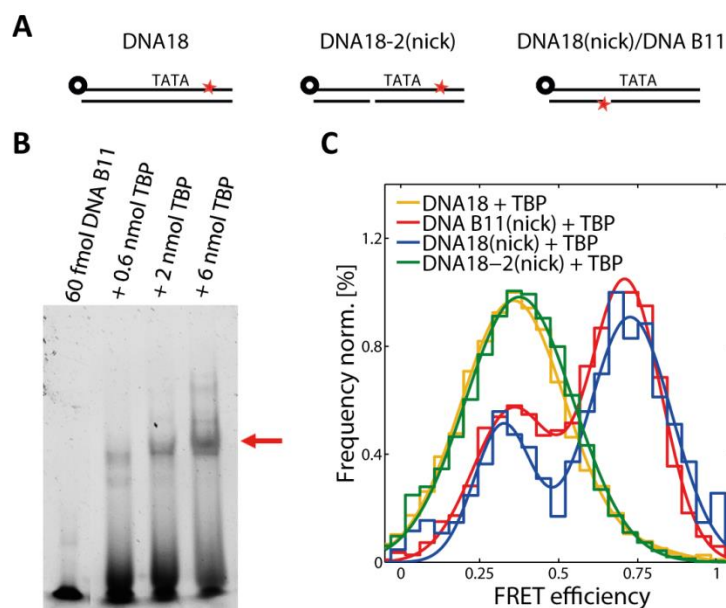 A
DNA18
DNA18-2(nick)
DNA18(nick)/DNA B11
TATA
TATA
TATA
B
60 fmol DNA B11
+ 0.6 nmol TBP
+ 2 nmol TBP
+ 6 nmol TBP
C
DNA18 + TBP
DNA B11(nick) + TBP
DNA18(nick) + TBP
DNA18−2(nick) + TBP
Frequency norm. [%]
1.2
0.8
0.4
0
0
0.25
0.5
0.75
1
FRET efficiency